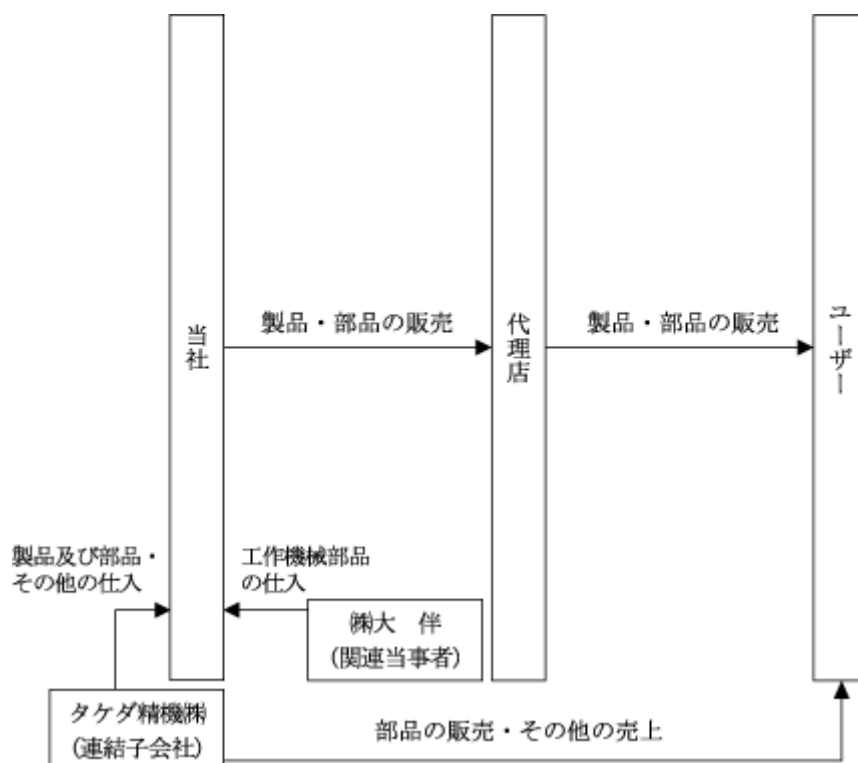 製品・部品の販売
製品・部品の販売
当社
代理店
ユーザー
製品及び部品・
その他の仕入
工作機械部品
の仕入
㈱大　伴
(関連当事者)
タケダ精機㈱
(連結子会社)
部品の販売・その他の売上